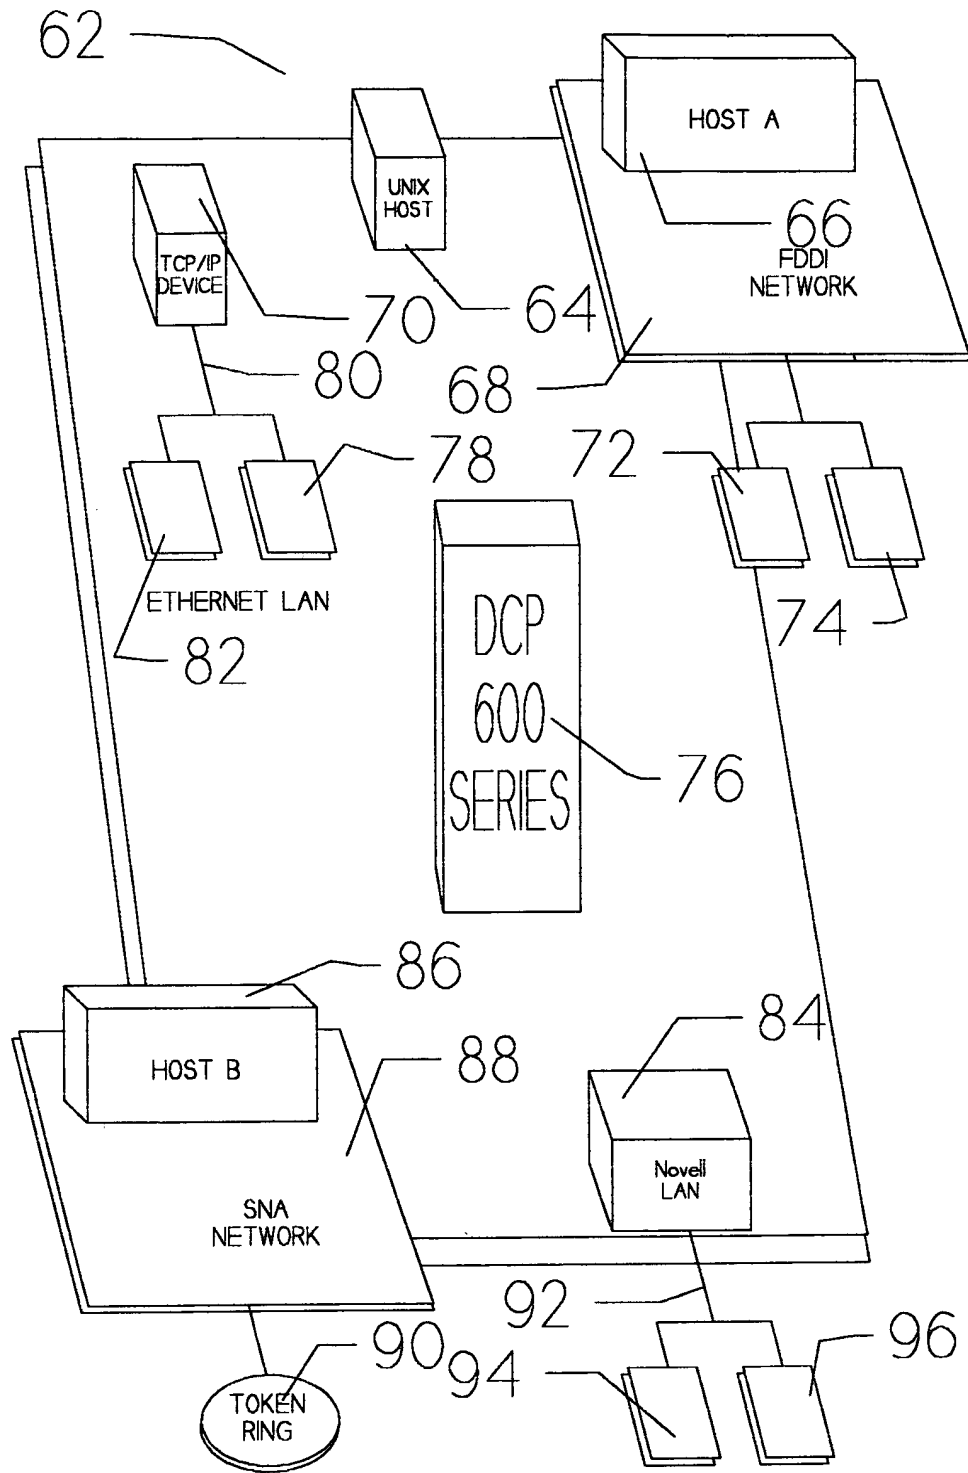 62
HOST A
UNIX
HOST
66
TCP/IP
DEVICE
FDDI
NETWORK
70
64
80
68
78
72
ETHERNET LAN
74
82
DCP
600
SERIES
76
86
84
88
HOST B
Novell
LAN
SNA
NETWORK
92
90
94
96
TOKEN
RING